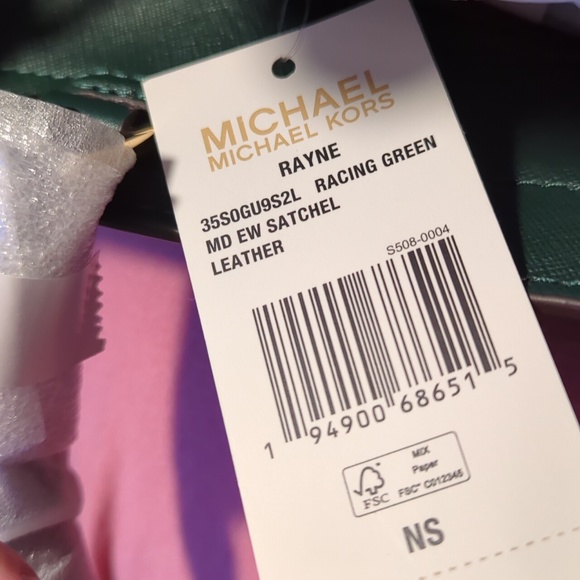 MICHAEL
MICHAEL KORS
RAYNE
35S0GU9S2L RACING GREEN
MD EW SATCHEL
LEATHER
S508-0004
1 94900 68651 5
FSC
MIX
Paper
FSC® C012345
NS